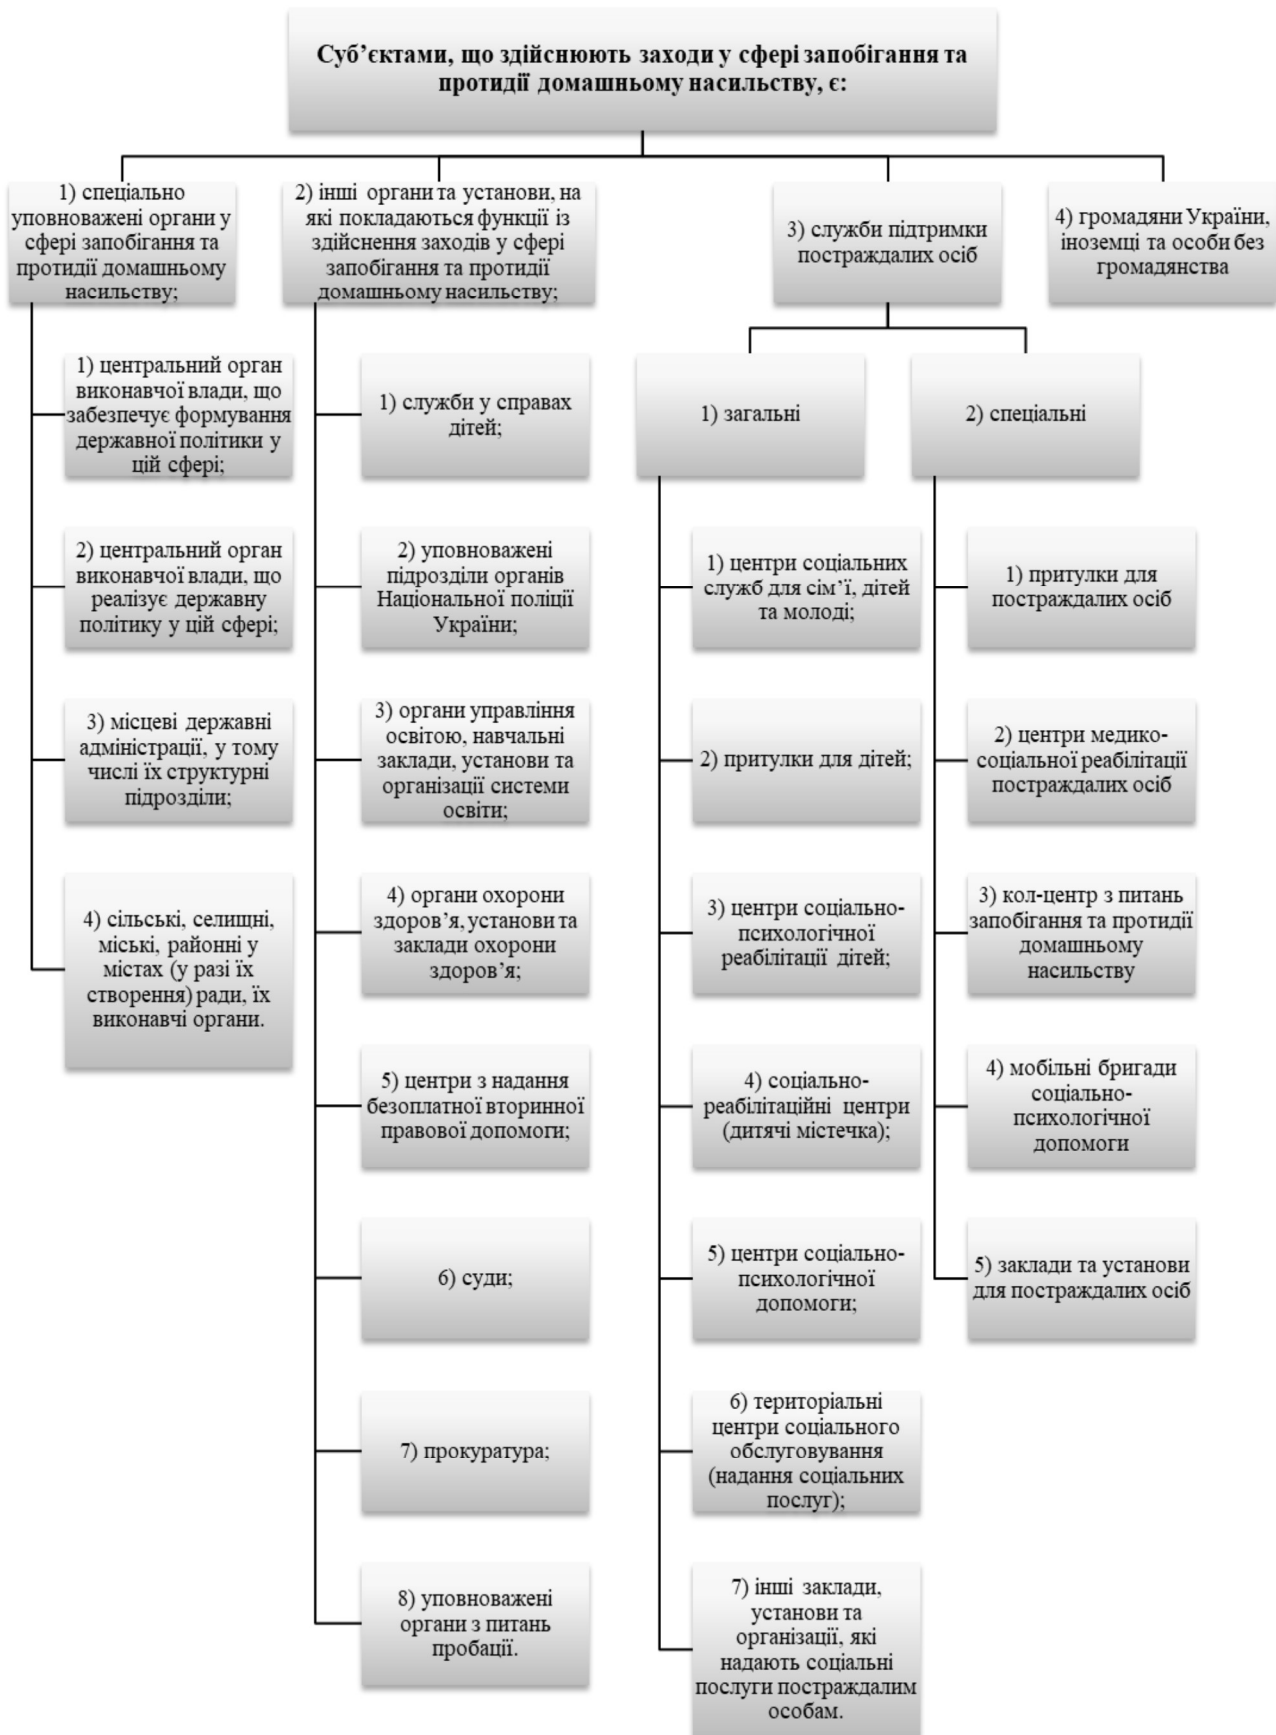 Суб’єктами, що здійснюють заходи у сфері запобігання та
протидії домашньому насильству, є:
1) спеціально
уповноважені органи у
сфері запобігання та
протидії домашньому
насильству;
2) інші органи та установи, на
які покладаються функції із
здійснення заходів у сфері
запобігання та протидії
домашньому насильству;
3) служби підтримки
постраждалих осіб
4) громадяни України,
іноземці та особи без
громадянства
1) центральний орган
виконавчої влади, що
забезпечує формування
державної політики у
цій сфері;
2) центральний орган
виконавчої влади, що
реалізує державну
політику у цій сфері;
3) місцеві державні
адміністрації, у тому
числі їх структурні
підрозділи;
4) сільські, селищні,
міські, районні у
містах (у разі їх
створення) ради, їх
виконавчі органи.
1) служби у справах
дітей;
2) уповноважені
підрозділи органів
Національної поліції
України;
3) органи управління
освітою, навчальні
заклади, установи та
організації системи
освіти;
4) органи охорони
здоров’я, установи та
заклади охорони
здоров’я;
5) центри з надання
безоплатної вторинної
правової допомоги;
6) суди;
7) прокуратура;
8) уповноважені
органи з питань
пробації.
1) загальні
1) центри соціальних
служб для сім’ї, дітей
та молоді;
2) притулки для дітей;
3) центри соціально-
психологічної
реабілітації дітей;
4) соціально-
реабілітаційні центри
(дитячі містечка);
5) центри соціально-
психологічної
допомоги;
6) територіальні
центри соціального
обслуговування
(надання соціальних
послуг);
7) інші заклади,
установи та
організації, які
надають соціальні
послуги постраждалим
особам.
2) спеціальні
1) притулки для
постраждалих осіб
2) центри медико-
соціальної реабілітації
постраждалих осіб
3) кол-центр з питань
запобігання та протидії
домашньому
насильству
4) мобільні бригади
соціально-
психологічної
допомоги
5) заклади та установи
для постраждалих осіб